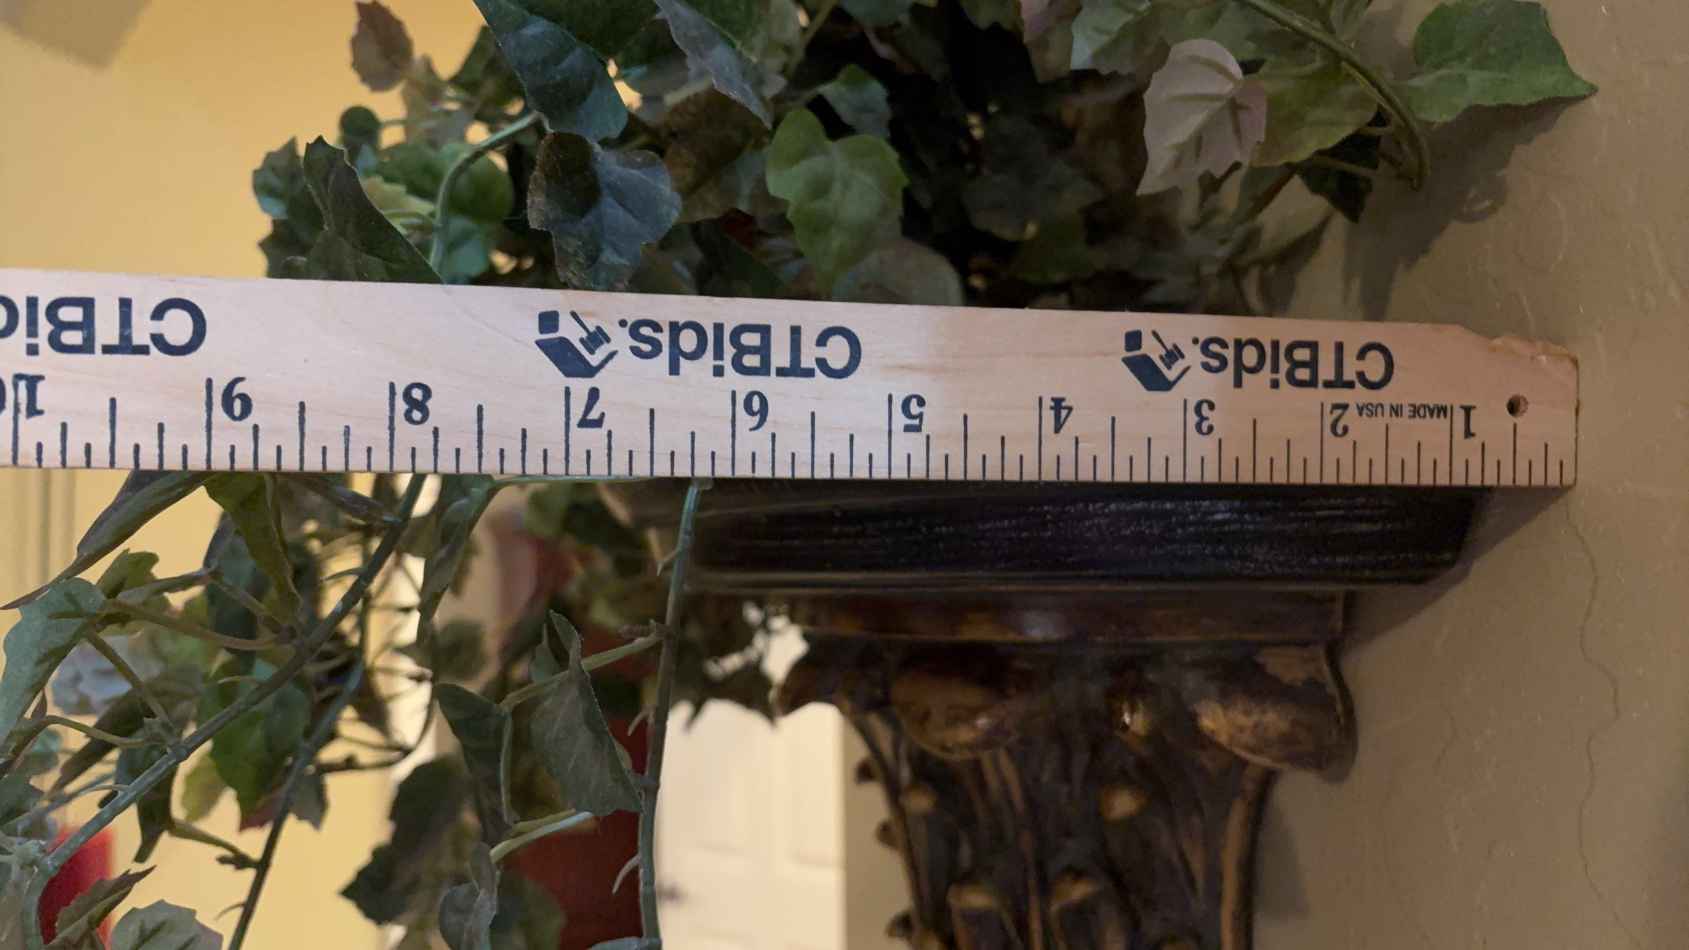 CTBids. CTBids. CTBid
1 MADE IN USA 2 3 4 5 6 7 8 9 10